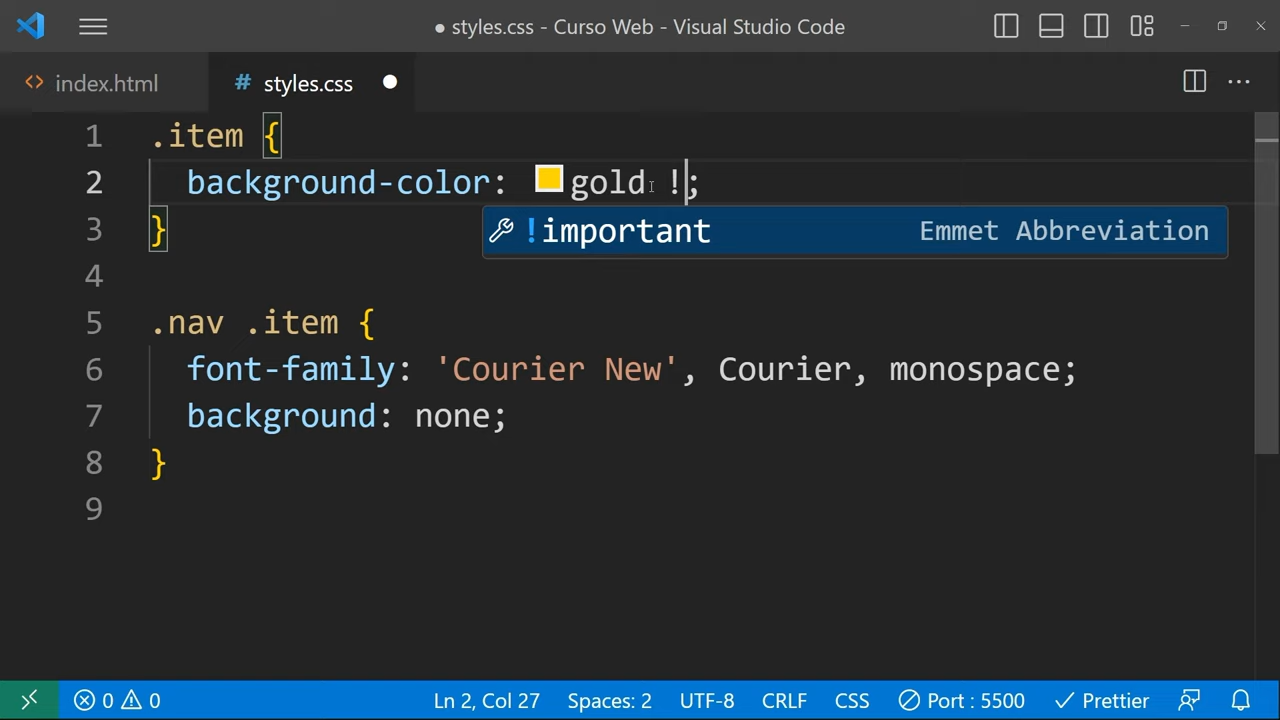 ● styles.css - Curso Web - Visual Studio Code
<> index.html # styles.css ●
1 .item {
2 background-color: gold !;
!important Emmet Abbreviation
3 }
4
5 .nav .item {
6 font-family: 'Courier New', Courier, monospace;
7 background: none;
8 }
9
0 0 Ln 2, Col 27 Spaces: 2 UTF-8 CRLF CSS Port : 5500 Prettier